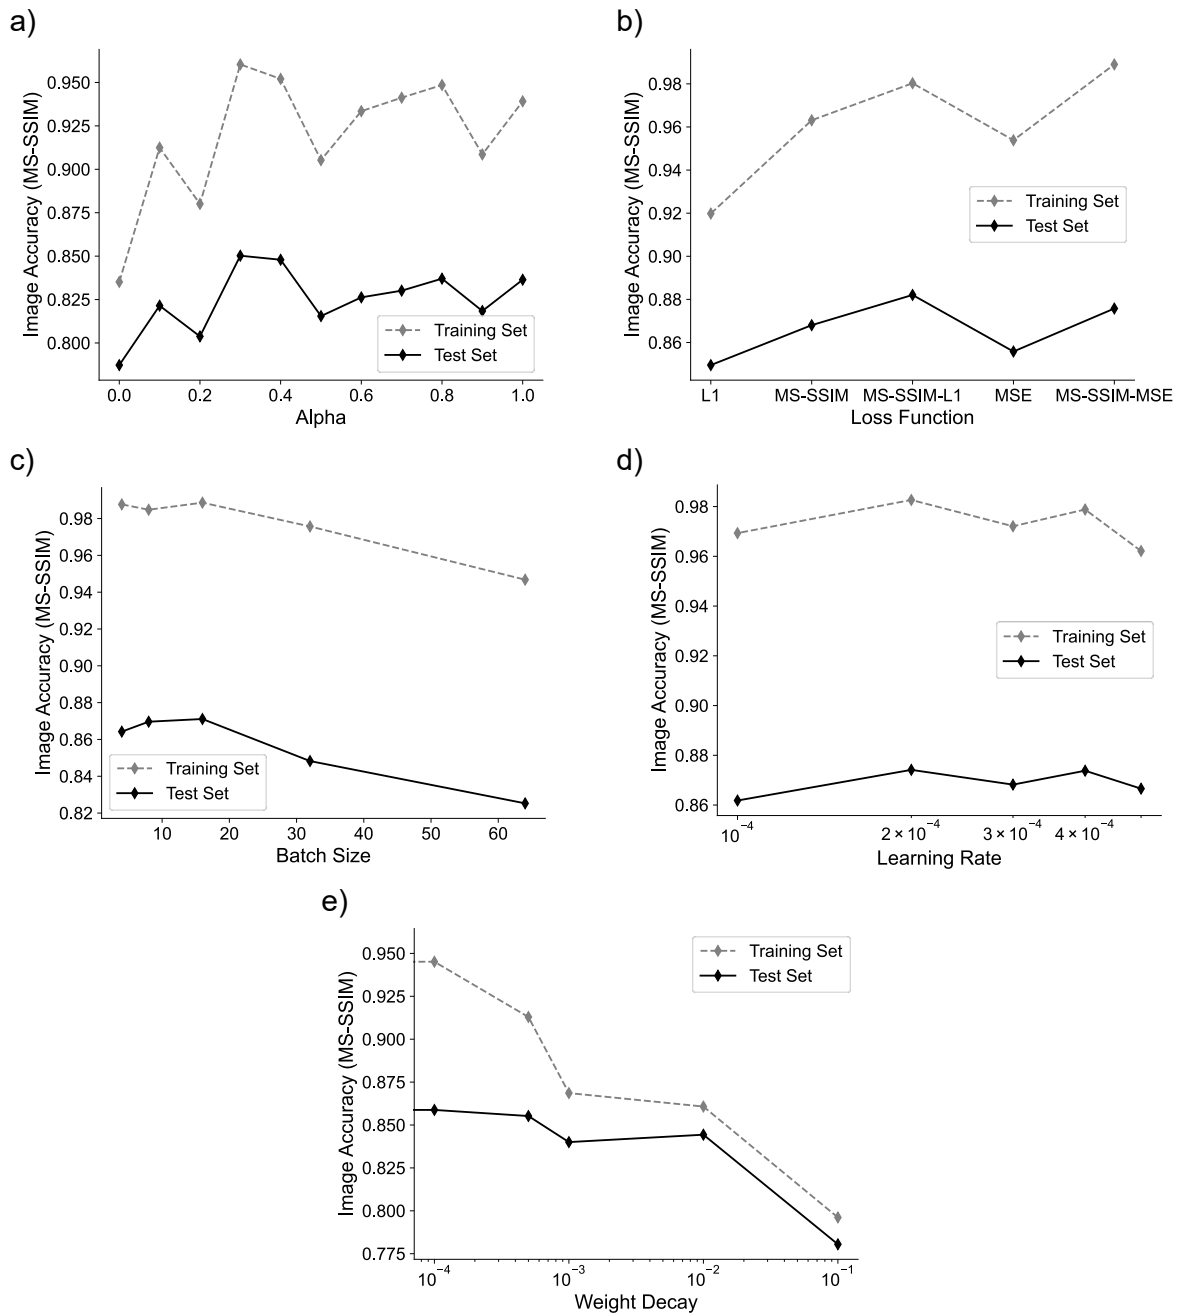 a)
Image Accuracy (MS-SSIM)
0.950
0.925
0.900
0.875
0.850
0.825
0.800
0.0 0.2 0.4 0.6 0.8 1.0
Alpha
Training Set
Test Set
b)
Image Accuracy (MS-SSIM)
0.98
0.96
0.94
0.92
0.90
0.88
0.86
L1 MS-SSIM MS-SSIM-L1 MSE MS-SSIM-MSE
Loss Function
Training Set
Test Set
c)
Image Accuracy (MS-SSIM)
0.98
0.96
0.94
0.92
0.90
0.88
0.86
0.84
0.82
10 20 30 40 50 60
Batch Size
Training Set
Test Set
d)
Image Accuracy (MS-SSIM)
0.98
0.96
0.94
0.92
0.90
0.88
0.86
10⁻⁴ 2 × 10⁻⁴ 3 × 10⁻⁴ 4 × 10⁻⁴
Learning Rate
Training Set
Test Set
e)
Image Accuracy (MS-SSIM)
0.950
0.925
0.900
0.875
0.850
0.825
0.800
0.775
10⁻⁴ 10⁻³ 10⁻² 10⁻¹
Weight Decay
Training Set
Test Set